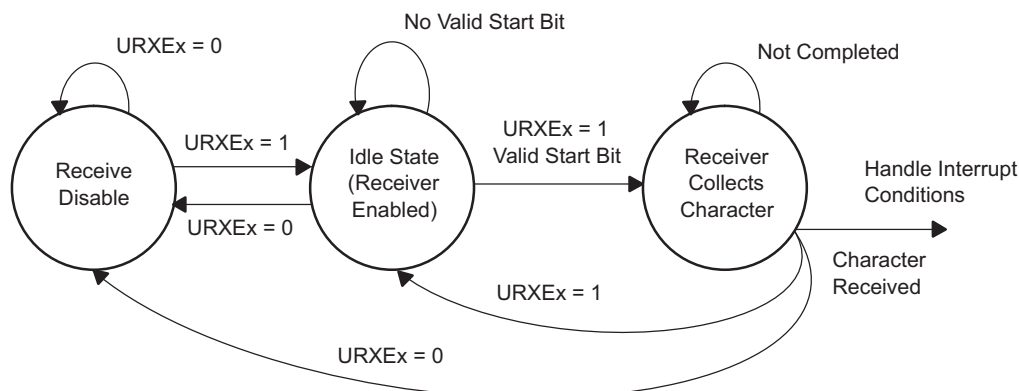 No Valid Start Bit
URXEx = 0
Not Completed
URXEx = 1
URXEx = 1
Valid Start Bit
Receive
Disable
Idle State
(Receiver
Enabled)
Receiver
Collects
Character
Handle Interrupt
Conditions
URXEx = 0
Character
Received
URXEx = 1
URXEx = 0